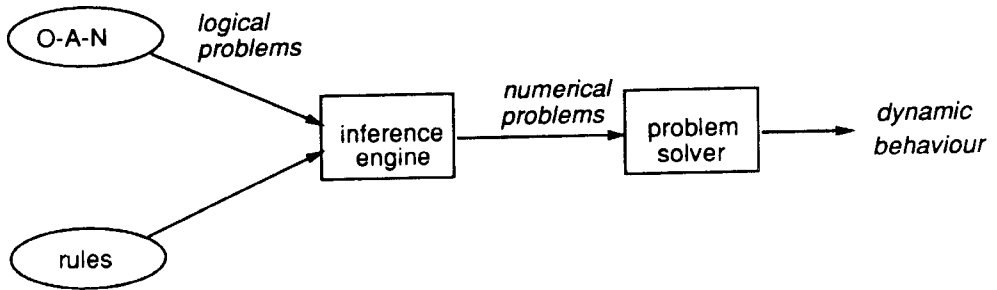 O-A-N
logical
problems
inference
engine
numerical
problems
problem
solver
dynamic
behaviour
rules